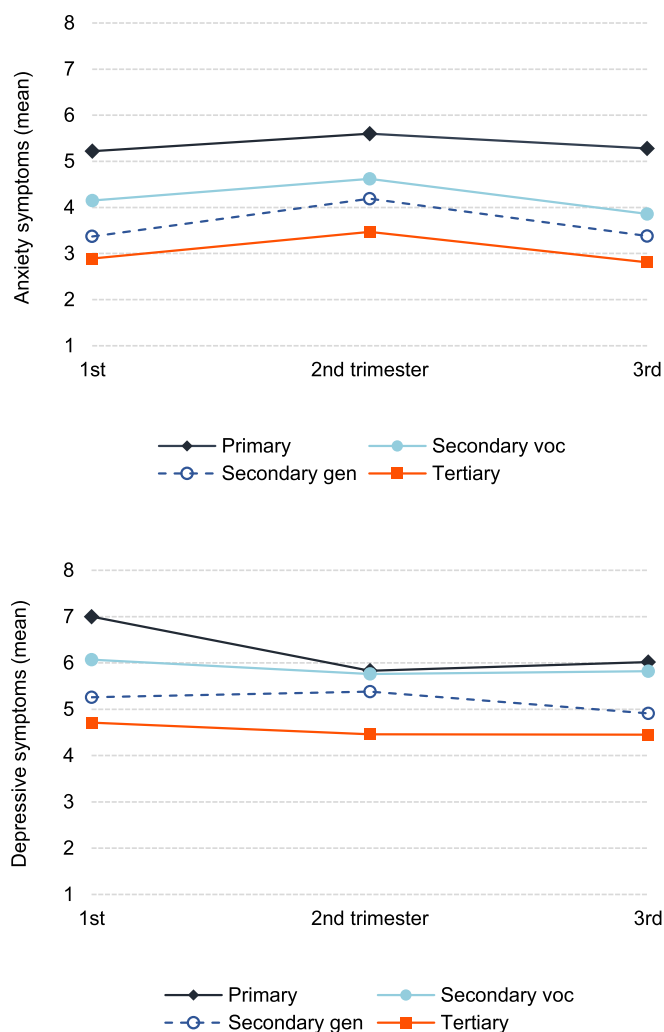 Anxiety symptoms (mean)
8
7
6
5
4
3
2
1
1st 2nd trimester 3rd
Primary Secondary voc
Secondary gen Tertiary
Depressive symptoms (mean)
8
7
6
5
4
3
2
1
1st 2nd trimester 3rd
Primary Secondary voc
Secondary gen Tertiary